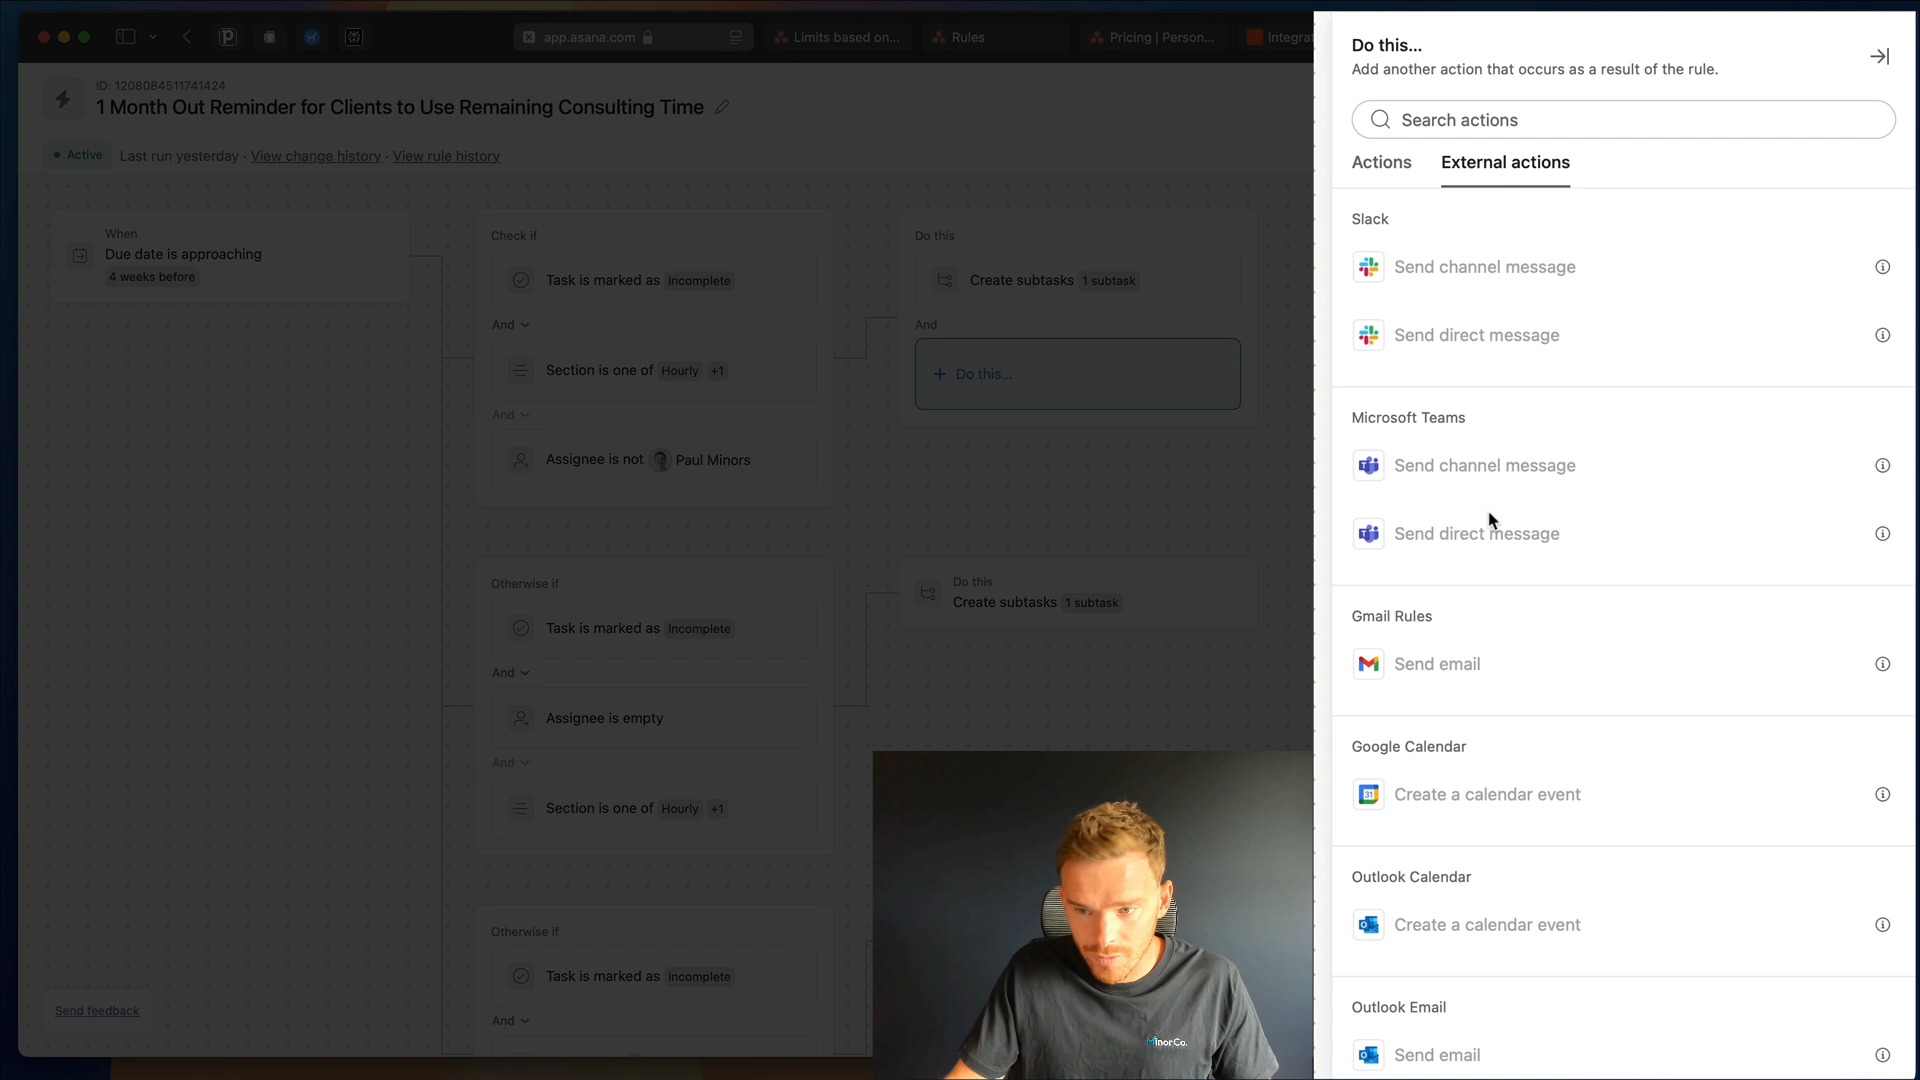 app.asana.com
Limits based on...
Rules
Pricing | Person...
Integra
ID: 1208084511741424
1 Month Out Reminder for Clients to Use Remaining Consulting Time
Active
Last run yesterday · View change history · View rule history
When
Due date is approaching
4 weeks before
Check if
Task is marked as Incomplete
And
Section is one of Hourly +1
And
Assignee is not Paul Minors
Do this
Create subtasks 1 subtask
And
+ Do this...
Otherwise if
Task is marked as Incomplete
And
Assignee is empty
And
Section is one of Hourly +1
Do this
Create subtasks 1 subtask
Otherwise if
Task is marked as Incomplete
And
Send feedback
MinorCo.
Do this...
Add another action that occurs as a result of the rule.
Search actions
Actions
External actions
Slack
Send channel message
Send direct message
Microsoft Teams
Send channel message
Send direct message
Gmail Rules
Send email
Google Calendar
31
Create a calendar event
Outlook Calendar
Create a calendar event
Outlook Email
Send email